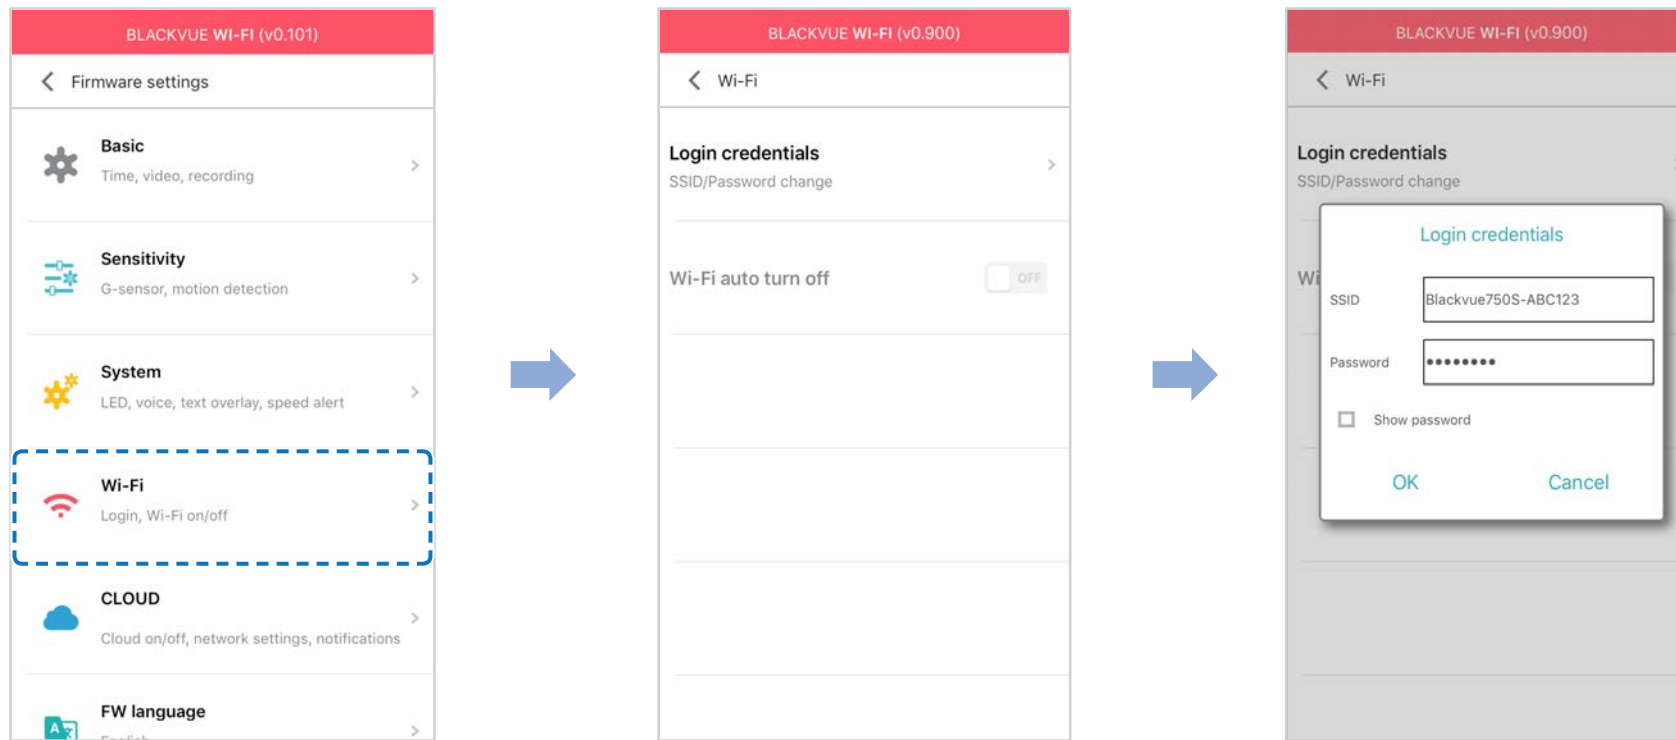 BLACKVUE WI-FI (v0.101)
Firmware settings
Basic
Time, video, recording
Sensitivity
G-sensor, motion detection
System
LED, voice, text overlay, speed alert
Wi-Fi
Login, Wi-Fi on/off
CLOUD
Cloud on/off, network settings, notifications
FW language
English
BLACKVUE WI-FI (v0.900)
Wi-Fi
Login credentials
SSID/Password change
Wi-Fi auto turn off
OFF
BLACKVUE WI-FI (v0.900)
Wi-Fi
Login credentials
SSID/Password change
Wi
Login credentials
SSID
Blackvue750S-ABC123
Password
••••••••
Show password
OK
Cancel